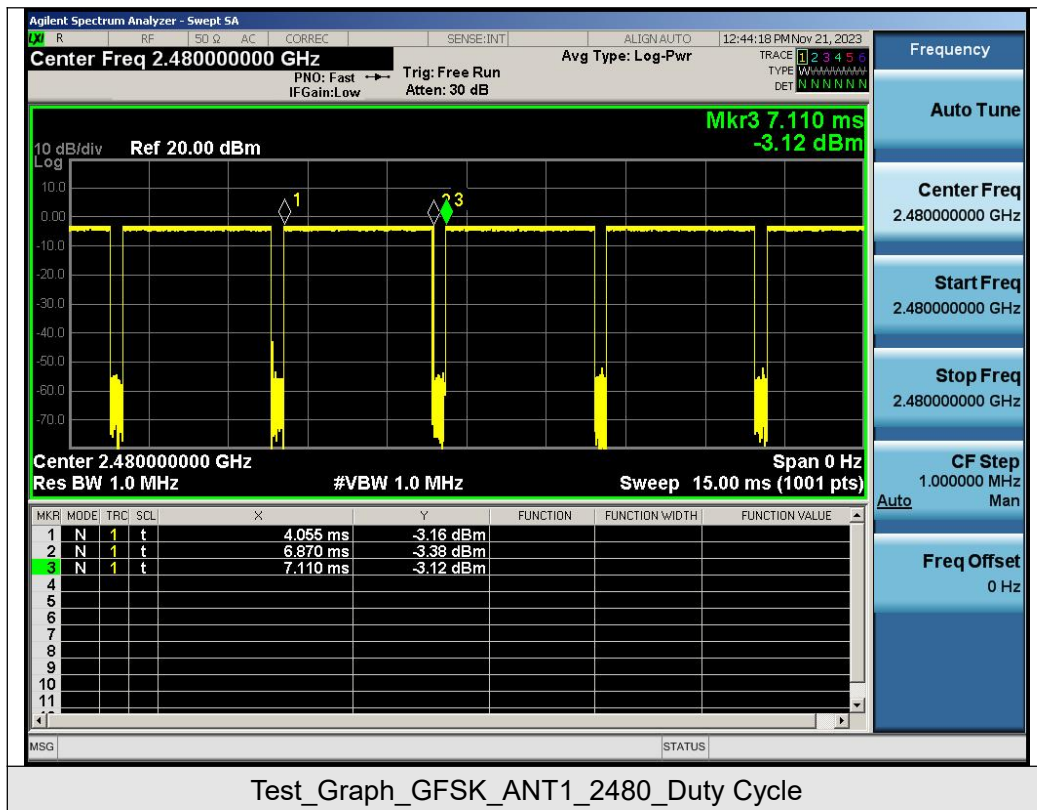 Agilent Spectrum Analyzer - Swept SA
LXI R RF 50 Ω AC CORREC SENSE:INT ALIGN AUTO 12:44:18 PM Nov 21, 2023
Center Freq 2.480000000 GHz Avg Type: Log-Pwr TRACE 1 2 3 4 5 6
PNO: Fast Trig: Free Run TYPE WWWWWW
IFGain:Low Atten: 30 dB DET N N N N N N
Mkr3 7.110 ms
10 dB/div Ref 20.00 dBm -3.12 dBm
Log
10.0
0.00
-10.0
-20.0
-30.0
-40.0
-50.0
-60.0
-70.0
1
2 3
Center 2.480000000 GHz Span 0 Hz
Res BW 1.0 MHz #VBW 1.0 MHz Sweep 15.00 ms (1001 pts)
MKR MODE TRC SCL X Y FUNCTION FUNCTION WIDTH FUNCTION VALUE
1 N 1 t 4.055 ms -3.16 dBm
2 N 1 t 6.870 ms -3.38 dBm
3 N 1 t 7.110 ms -3.12 dBm
4
5
6
7
8
9
10
11
MSG STATUS
Frequency
Auto Tune
Center Freq
2.480000000 GHz
Start Freq
2.480000000 GHz
Stop Freq
2.480000000 GHz
CF Step
1.000000 MHz
Auto Man
Freq Offset
0 Hz
Test_Graph_GFSK_ANT1_2480_Duty Cycle